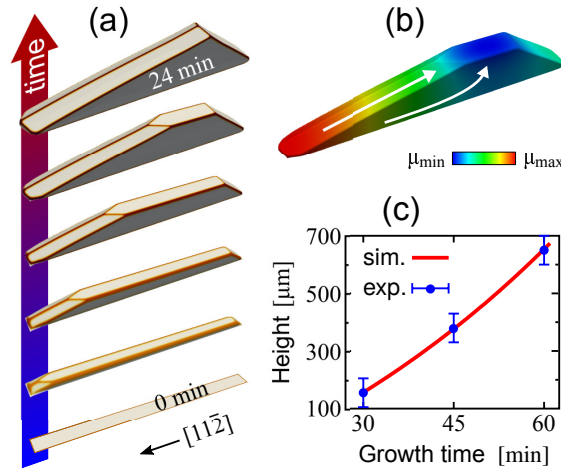 (a)
time
24 min
0 min
[112̄]
(b)
μmin
μmax
(c)
700
500
300
100
Height [μm]
sim.
exp.
30
45
60
Growth time [min]